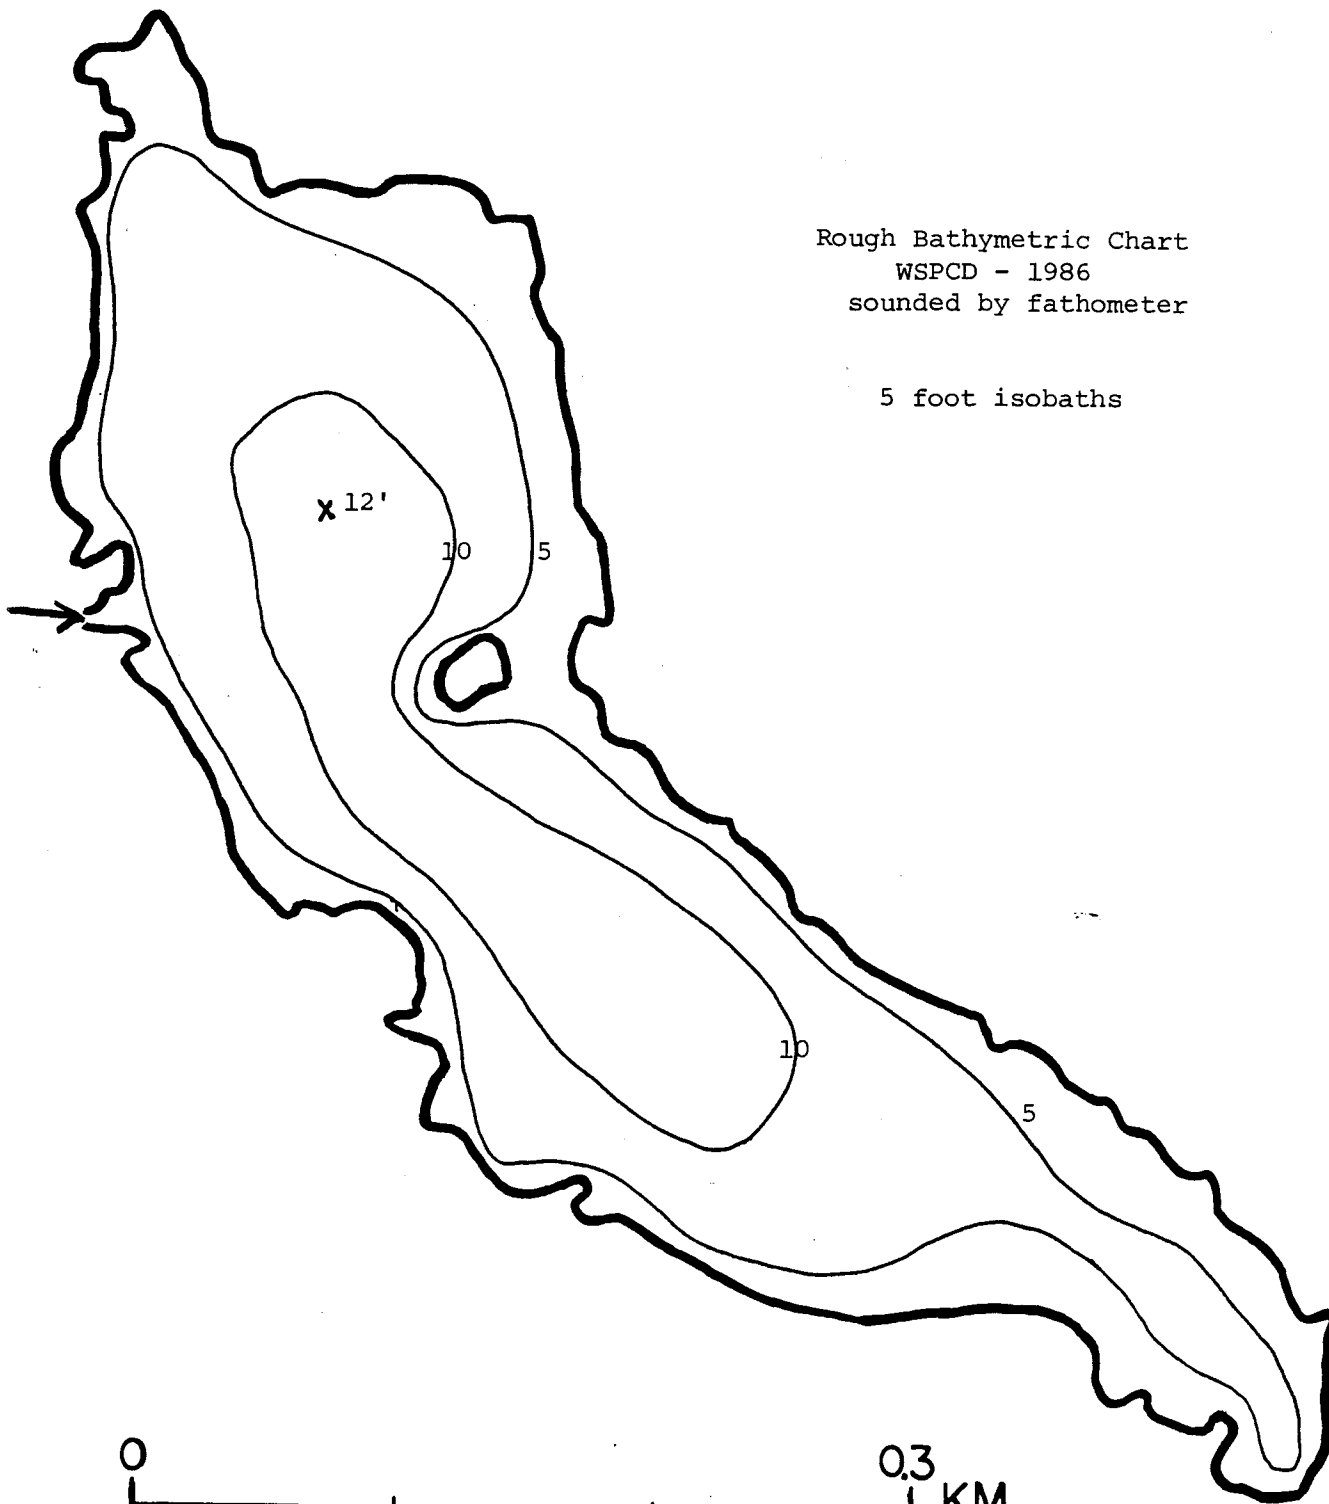 Rough Bathymetric Chart
WSPCD - 1986
sounded by fathometer
5 foot isobaths
x 12'
10
5
10
5
0
0.3
KM